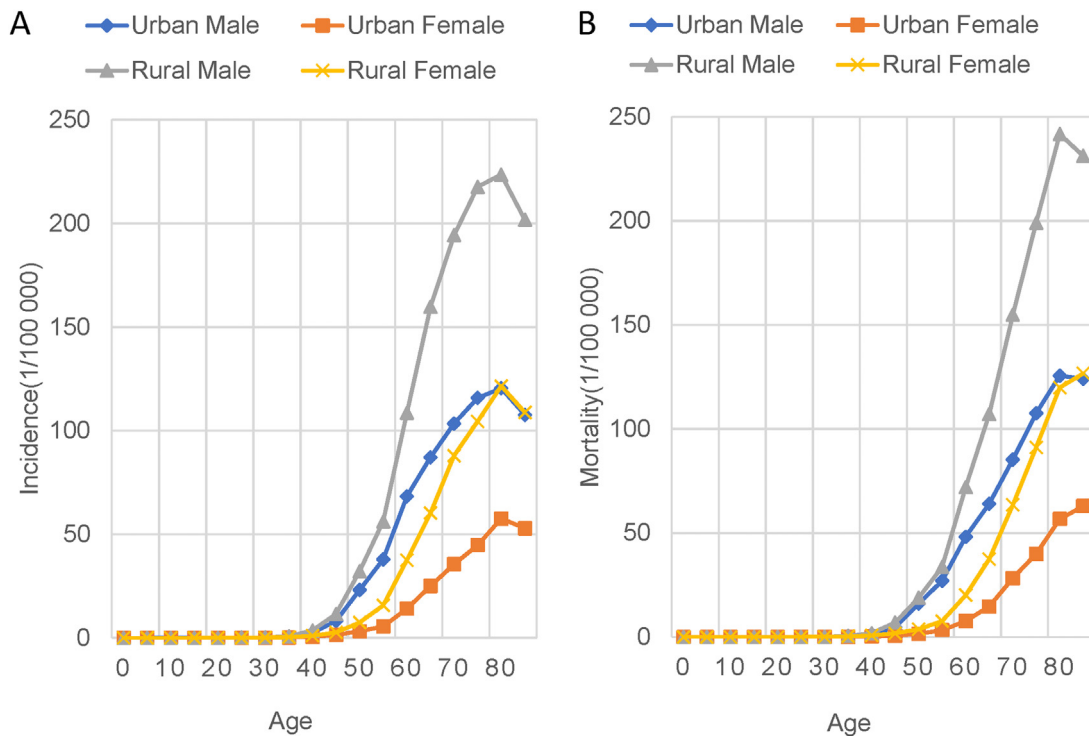 A
Urban Male Urban Female
Rural Male Rural Female
250
200
150
100
50
0
Incidence(1/100 000)
0 10 20 30 40 50 60 70 80
Age
B
Urban Male Urban Female
Rural Male Rural Female
250
200
150
100
50
0
Mortality(1/100 000)
0 10 20 30 40 50 60 70 80
Age